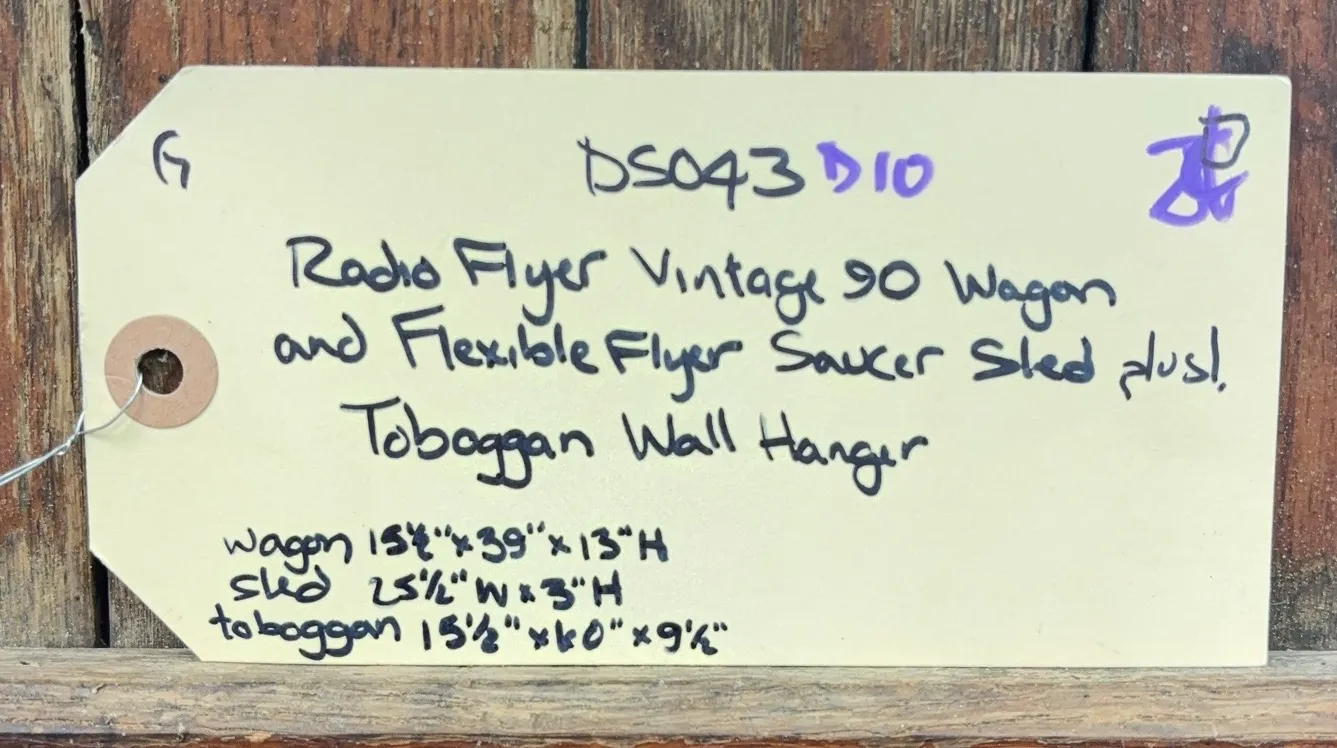 G
DS043 D10
D
Radio Flyer Vintage 90 Wagon
and Flexible Flyer Saucer Sled plus!
Toboggan Wall Hanger
wagon 15½" x 39" x 13" H
sled 25½" W x 3" H
toboggan 15½" x 60" x 9½"